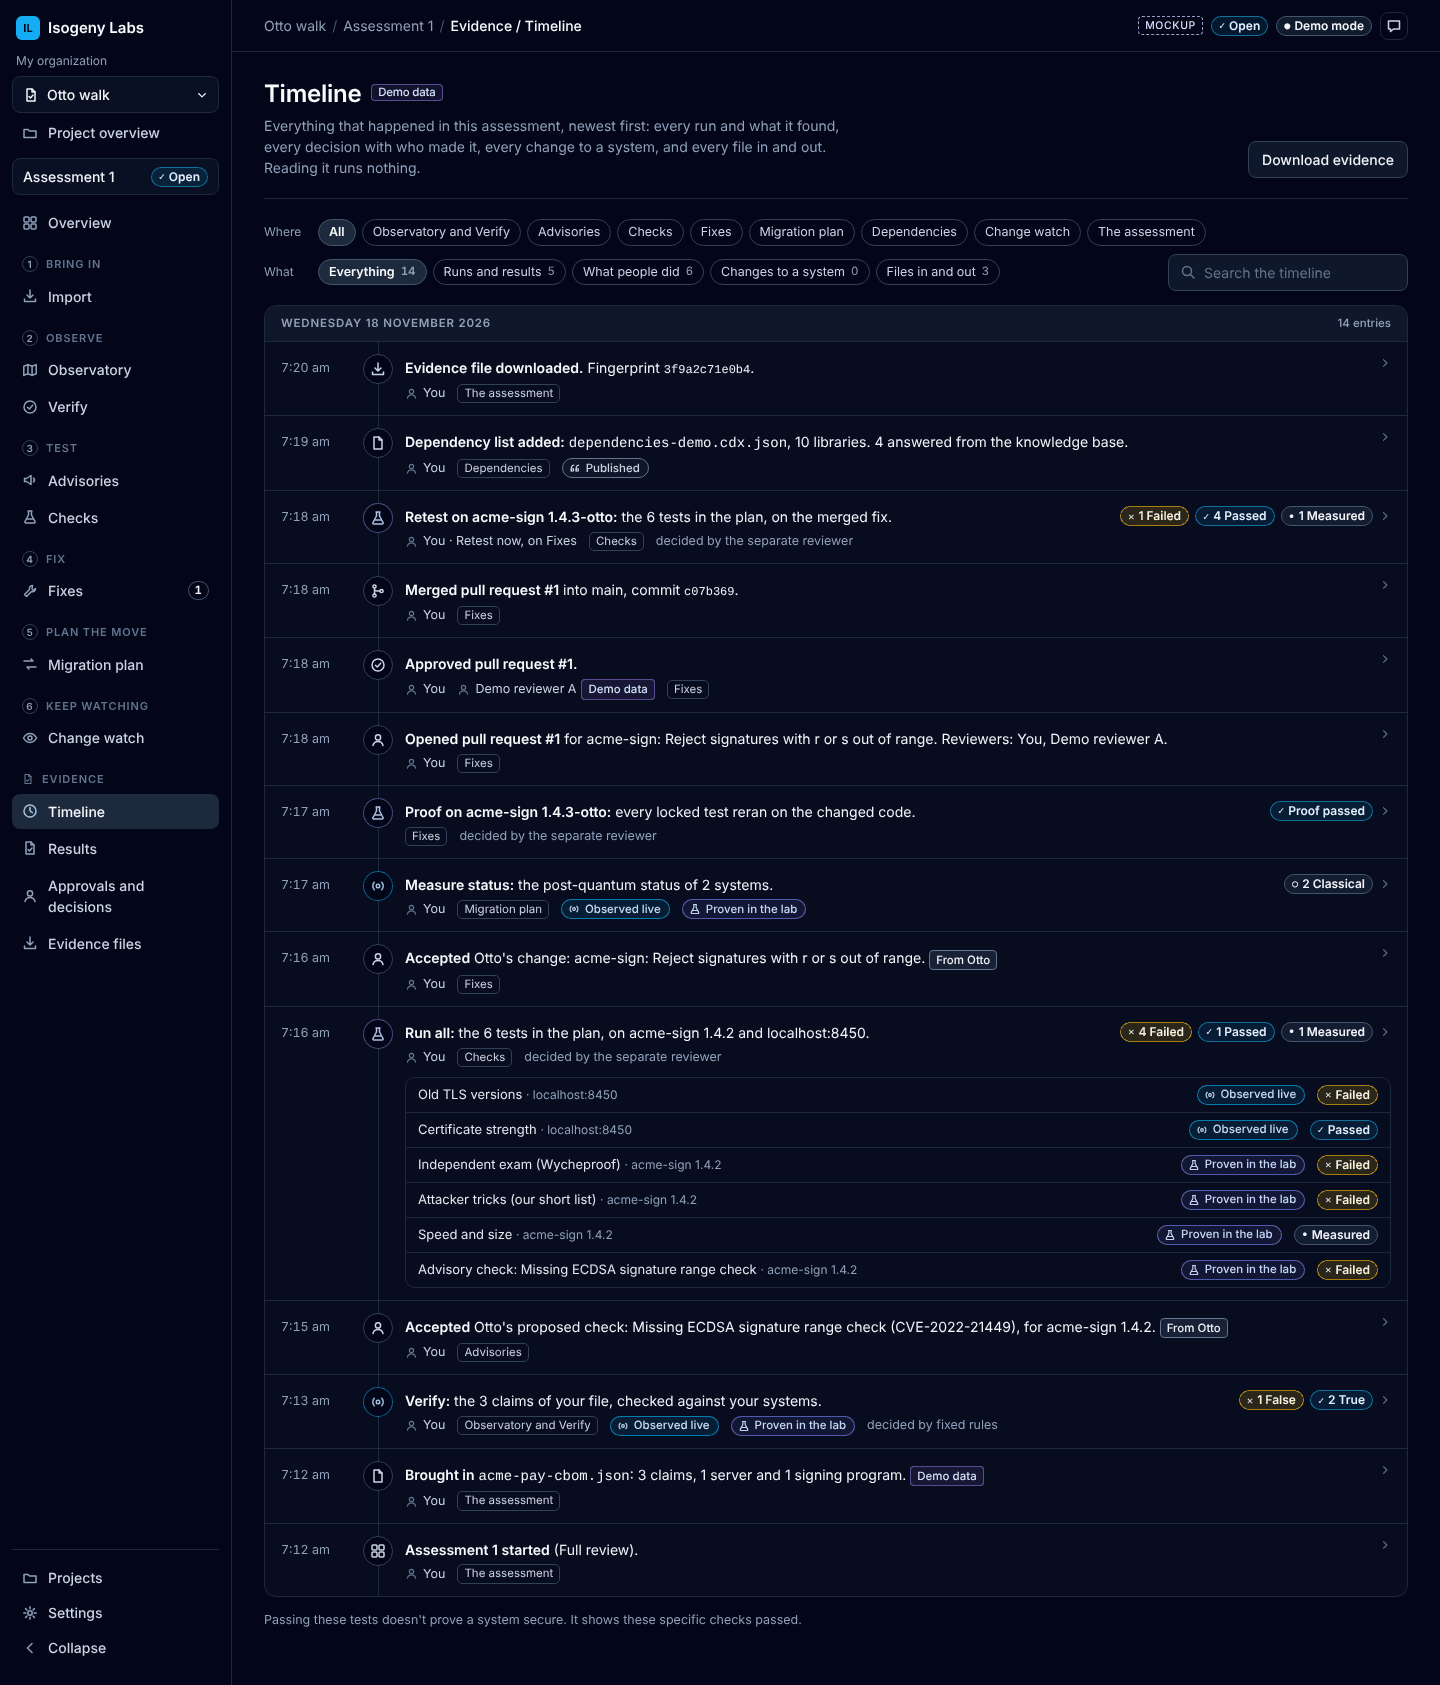 IL Isogeny Labs
My organization
Otto walk
Project overview
Assessment 1 ✓ Open
Overview
1 BRING IN
Import
2 OBSERVE
Observatory
Verify
3 TEST
Advisories
Checks
4 FIX
Fixes 1
5 PLAN THE MOVE
Migration plan
6 KEEP WATCHING
Change watch
EVIDENCE
Timeline
Results
Approvals and
decisions
Evidence files
Projects
Settings
Collapse
Otto walk / Assessment 1 / Evidence / Timeline
MOCKUP ✓ Open Demo mode
Timeline Demo data
Everything that happened in this assessment, newest first: every run and what it found,
every decision with who made it, every change to a system, and every file in and out.
Reading it runs nothing.
Download evidence
Where All Observatory and Verify Advisories Checks Fixes Migration plan Dependencies Change watch The assessment
What Everything 14 Runs and results 5 What people did 6 Changes to a system 0 Files in and out 3
Search the timeline
WEDNESDAY 18 NOVEMBER 2026 14 entries
7:20 am Evidence file downloaded. Fingerprint 3f9a2c71e0b4.
You The assessment
7:19 am Dependency list added: dependencies-demo.cdx.json, 10 libraries. 4 answered from the knowledge base.
You Dependencies Published
7:18 am Retest on acme-sign 1.4.3-otto: the 6 tests in the plan, on the merged fix. × 1 Failed ✓ 4 Passed • 1 Measured
You · Retest now, on Fixes Checks decided by the separate reviewer
7:18 am Merged pull request #1 into main, commit c07b369.
You Fixes
7:18 am Approved pull request #1.
You Demo reviewer A Demo data Fixes
7:18 am Opened pull request #1 for acme-sign: Reject signatures with r or s out of range. Reviewers: You, Demo reviewer A.
You Fixes
7:17 am Proof on acme-sign 1.4.3-otto: every locked test reran on the changed code. ✓ Proof passed
Fixes decided by the separate reviewer
7:17 am Measure status: the post-quantum status of 2 systems. 2 Classical
You Migration plan Observed live Proven in the lab
7:16 am Accepted Otto's change: acme-sign: Reject signatures with r or s out of range. From Otto
You Fixes
7:16 am Run all: the 6 tests in the plan, on acme-sign 1.4.2 and localhost:8450. × 4 Failed ✓ 1 Passed • 1 Measured
You Checks decided by the separate reviewer
Old TLS versions · localhost:8450 Observed live × Failed
Certificate strength · localhost:8450 Observed live ✓ Passed
Independent exam (Wycheproof) · acme-sign 1.4.2 Proven in the lab × Failed
Attacker tricks (our short list) · acme-sign 1.4.2 Proven in the lab × Failed
Speed and size · acme-sign 1.4.2 Proven in the lab • Measured
Advisory check: Missing ECDSA signature range check · acme-sign 1.4.2 Proven in the lab × Failed
7:15 am Accepted Otto's proposed check: Missing ECDSA signature range check (CVE-2022-21449), for acme-sign 1.4.2. From Otto
You Advisories
7:13 am Verify: the 3 claims of your file, checked against your systems. × 1 False ✓ 2 True
You Observatory and Verify Observed live Proven in the lab decided by fixed rules
7:12 am Brought in acme-pay-cbom.json: 3 claims, 1 server and 1 signing program. Demo data
You The assessment
7:12 am Assessment 1 started (Full review).
You The assessment
Passing these tests doesn't prove a system secure. It shows these specific checks passed.